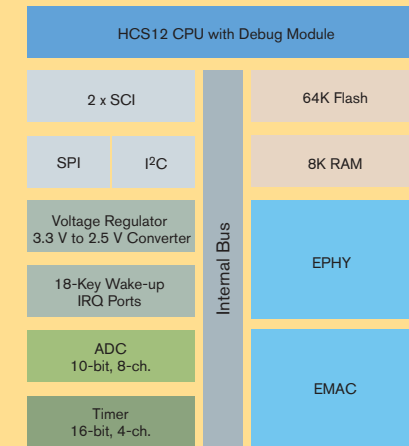 HCS12 CPU with Debug Module
2 x SCI
SPI
I²C
Voltage Regulator
3.3 V to 2.5 V Converter
18-Key Wake-up
IRQ Ports
ADC
10-bit, 8-ch.
Timer
16-bit, 4-ch.
Internal Bus
64K Flash
8K RAM
EPHY
EMAC